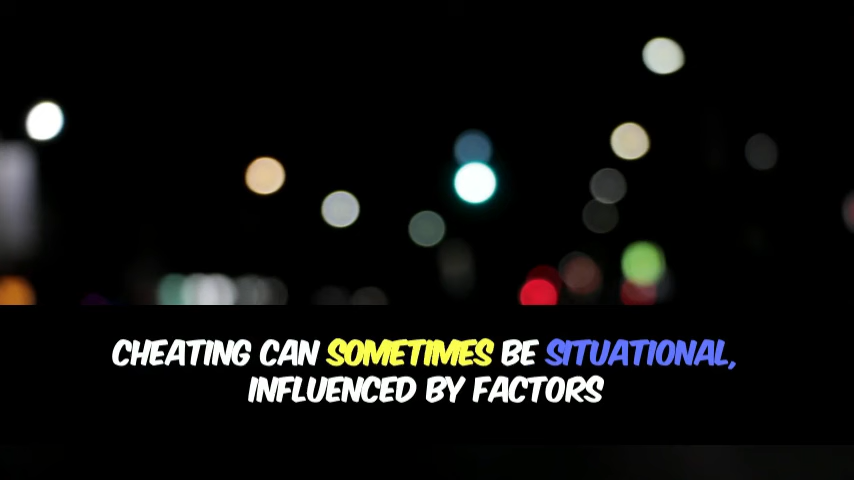 CHEATING CAN SOMETIMES BE SITUATIONAL,
INFLUENCED BY FACTORS